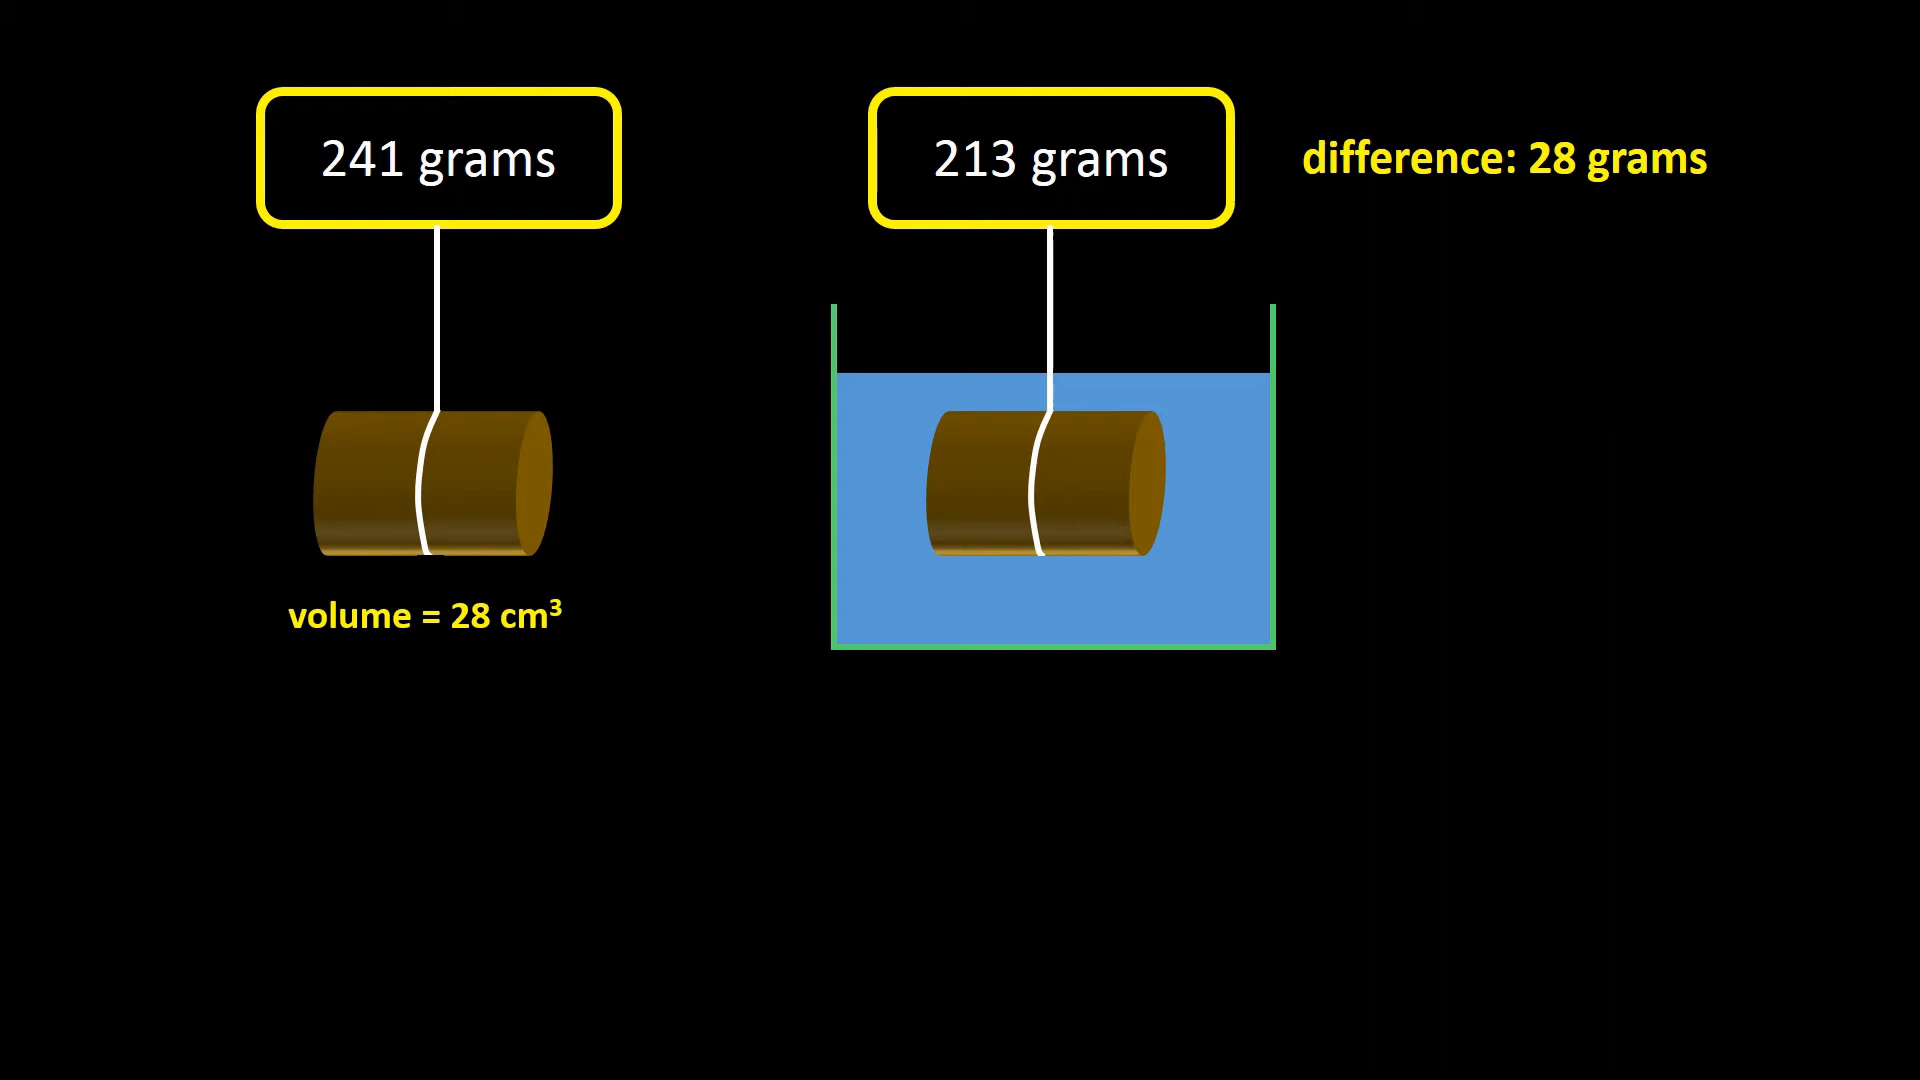 241 grams
213 grams
difference: 28 grams
volume = 28 cm³